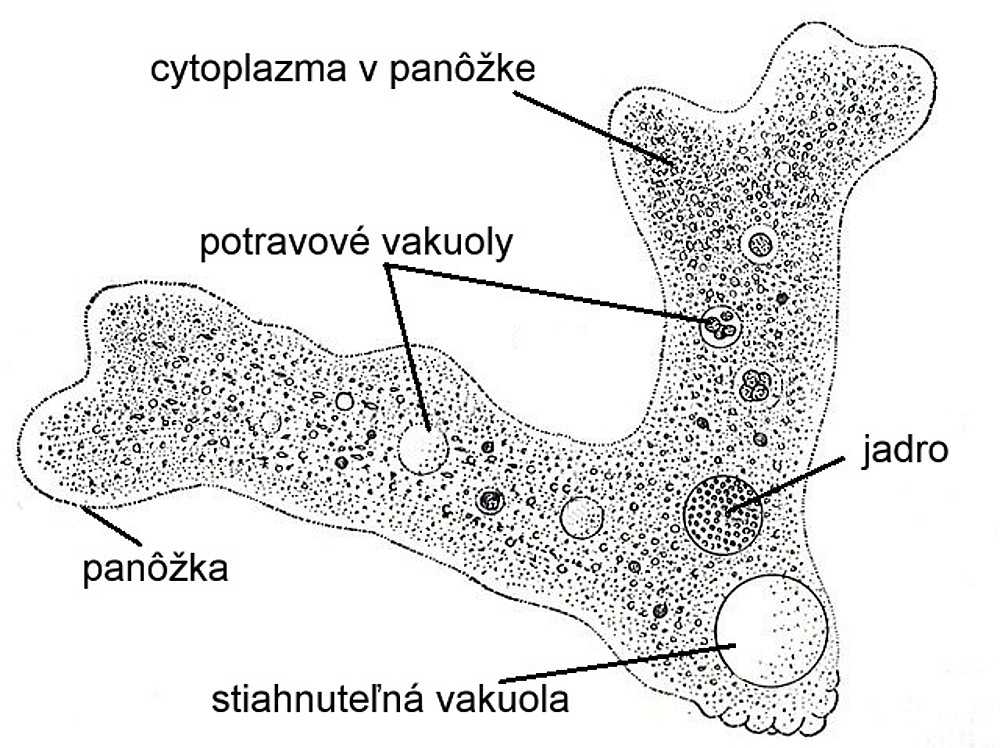 cytoplazma v panôžke
potravové vakuoly
jadro
panôžka
stiahnuteľná vakuola